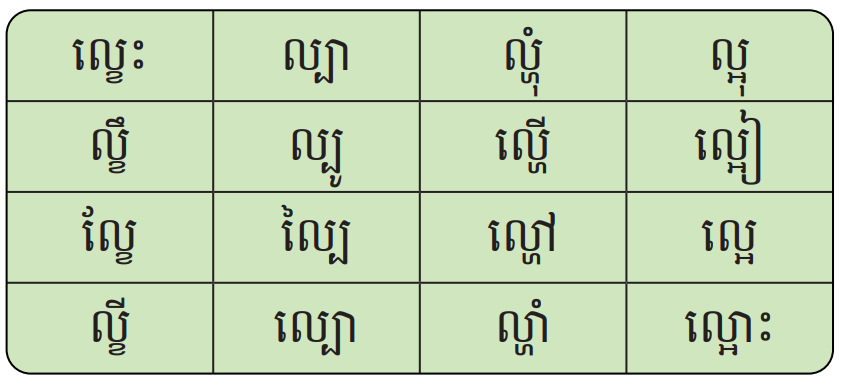 ល្ខេះ ល្បា ល្ហុំ ល្អុ
ល្ខឹ ល្បូ ល្ហើ ល្អៀ
ល្ខែ ល្បៃ ល្ហៅ ល្អេ
ល្ខី ល្បោ ល្ហាំ ល្អោះ